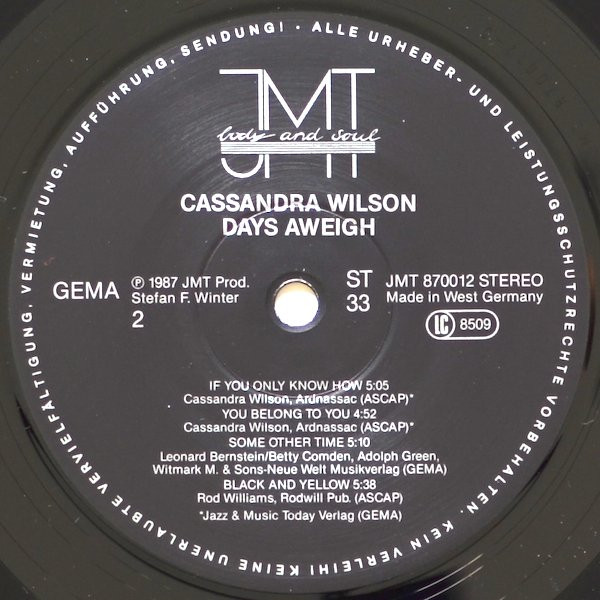 ALLE URHEBER- UND LEISTUNGSSCHUTZRECHTE VORBEHALTEN. KEIN VERLEIH! KEINE UNERLAUBTE VERVIELFÄLTIGUNG, VERMIETUNG, AUFFÜHRUNG, SENDUNG! ·
JMT
body and soul
CASSANDRA WILSON
DAYS AWEIGH
GEMA
℗ 1987 JMT Prod.
Stefan F. Winter
2
ST
33
JMT 870012 STEREO
Made in West Germany
LC 8509
IF YOU ONLY KNOW HOW 5:05
Cassandra Wilson, Ardnassac (ASCAP)*
YOU BELONG TO YOU 4:52
Cassandra Wilson, Ardnassac (ASCAP)*
SOME OTHER TIME 5:10
Leonard Bernstein/Betty Comden, Adolph Green,
Witmark M. & Sons-Neue Welt Musikverlag (GEMA)
BLACK AND YELLOW 5:38
Rod Williams, Rodwill Pub. (ASCAP)
*Jazz & Music Today Verlag (GEMA)